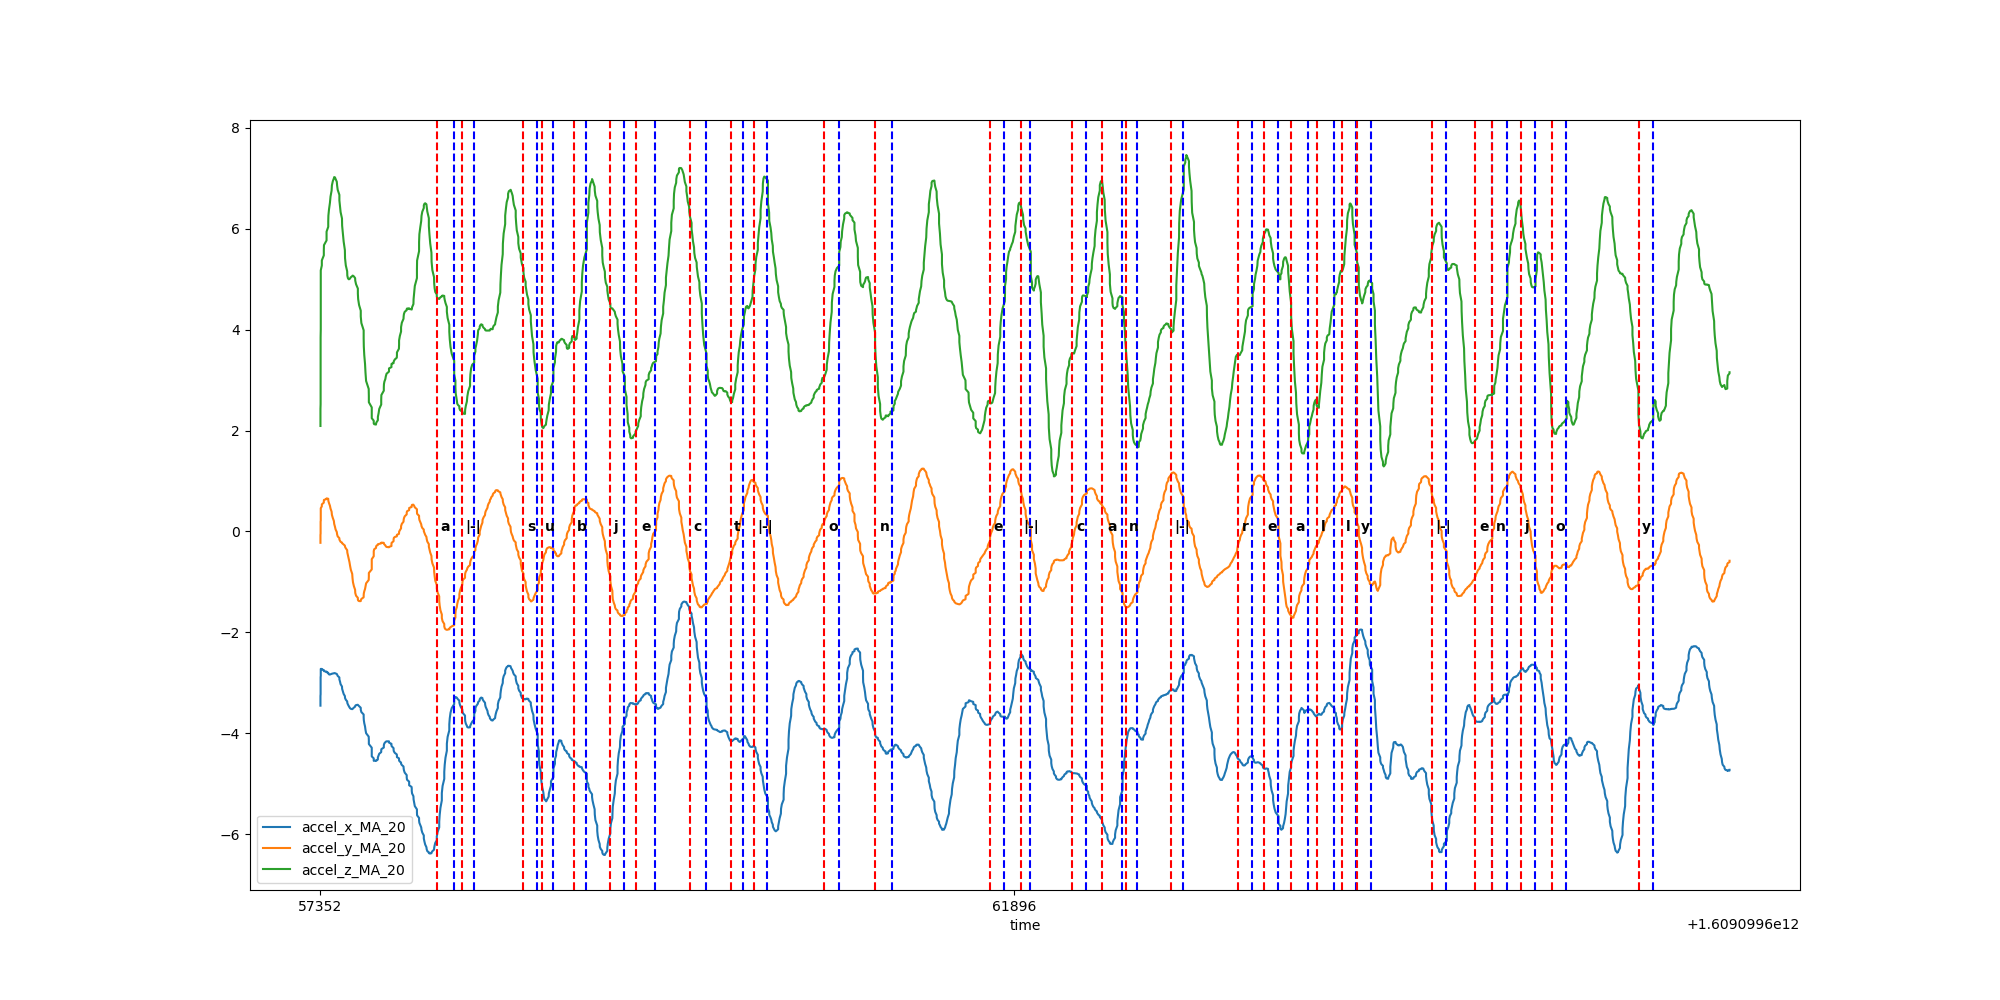 8
6
4
2
0
−2
−4
−6
a |-| s u b j e c t |-| o n e |-| c a n |-| r e a l l y |-| e n j o y
accel_x_MA_20
accel_y_MA_20
accel_z_MA_20
57352 61896
time
+1.6090996e12